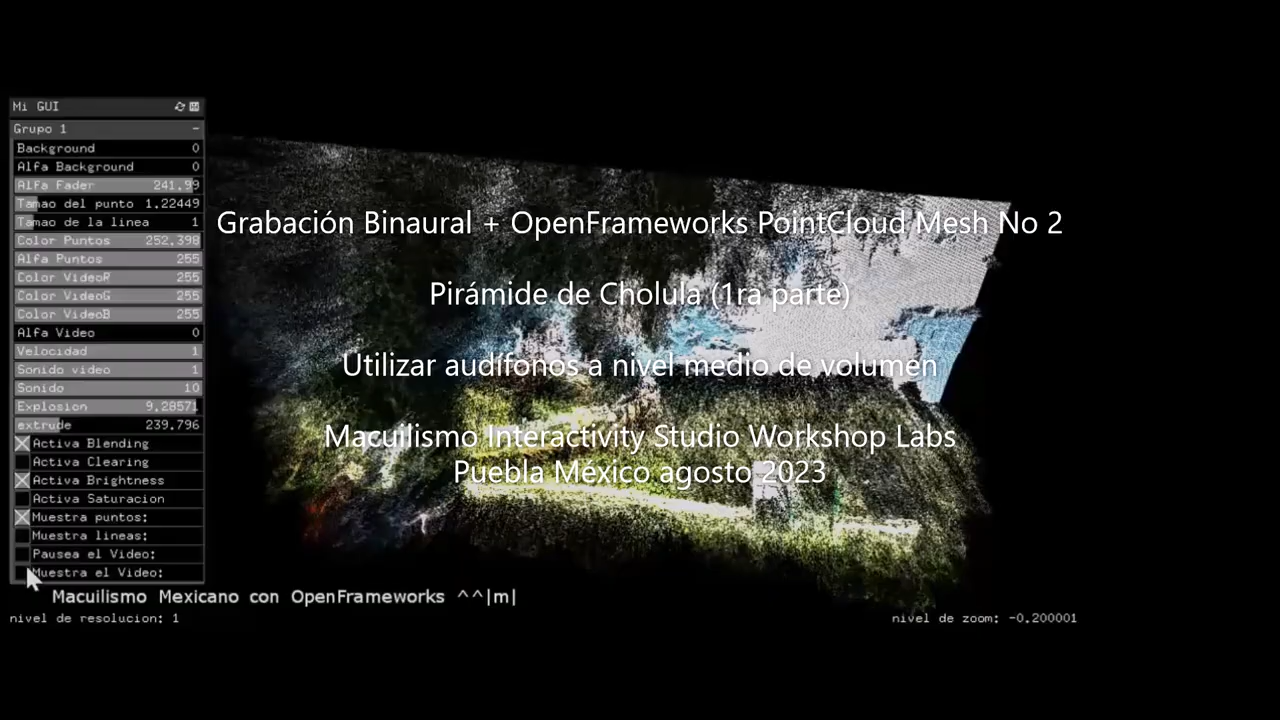 Mi GUI
Grupo 1 -
Background 0
Alfa Background 0
Alfa Fader 241.99
Tamao del punto 1.22449
Tamao de la linea 1
Color Puntos 252.398
Alfa Puntos 255
Color VideoR 255
Color VideoG 255
Color VideoB 255
Alfa Video 0
Velocidad 1
Sonido video 1
Sonido 10
Explosion 9.28571
extrude 239.796
Activa Blending
Activa Clearing
Activa Brightness
Activa Saturacion
Muestra puntos:
Muestra lineas:
Pausea el Video:
Muestra el Video:
Grabación Binaural + OpenFrameworks PointCloud Mesh No 2
Pirámide de Cholula (1ra parte)
Utilizar audífonos a nivel medio de volumen
Macuilismo Interactivity Studio Workshop Labs
Puebla México agosto 2023
Macuilismo Mexicano con OpenFrameworks ^^|m|
nivel de resolucion: 1
nivel de zoom: -0.200001